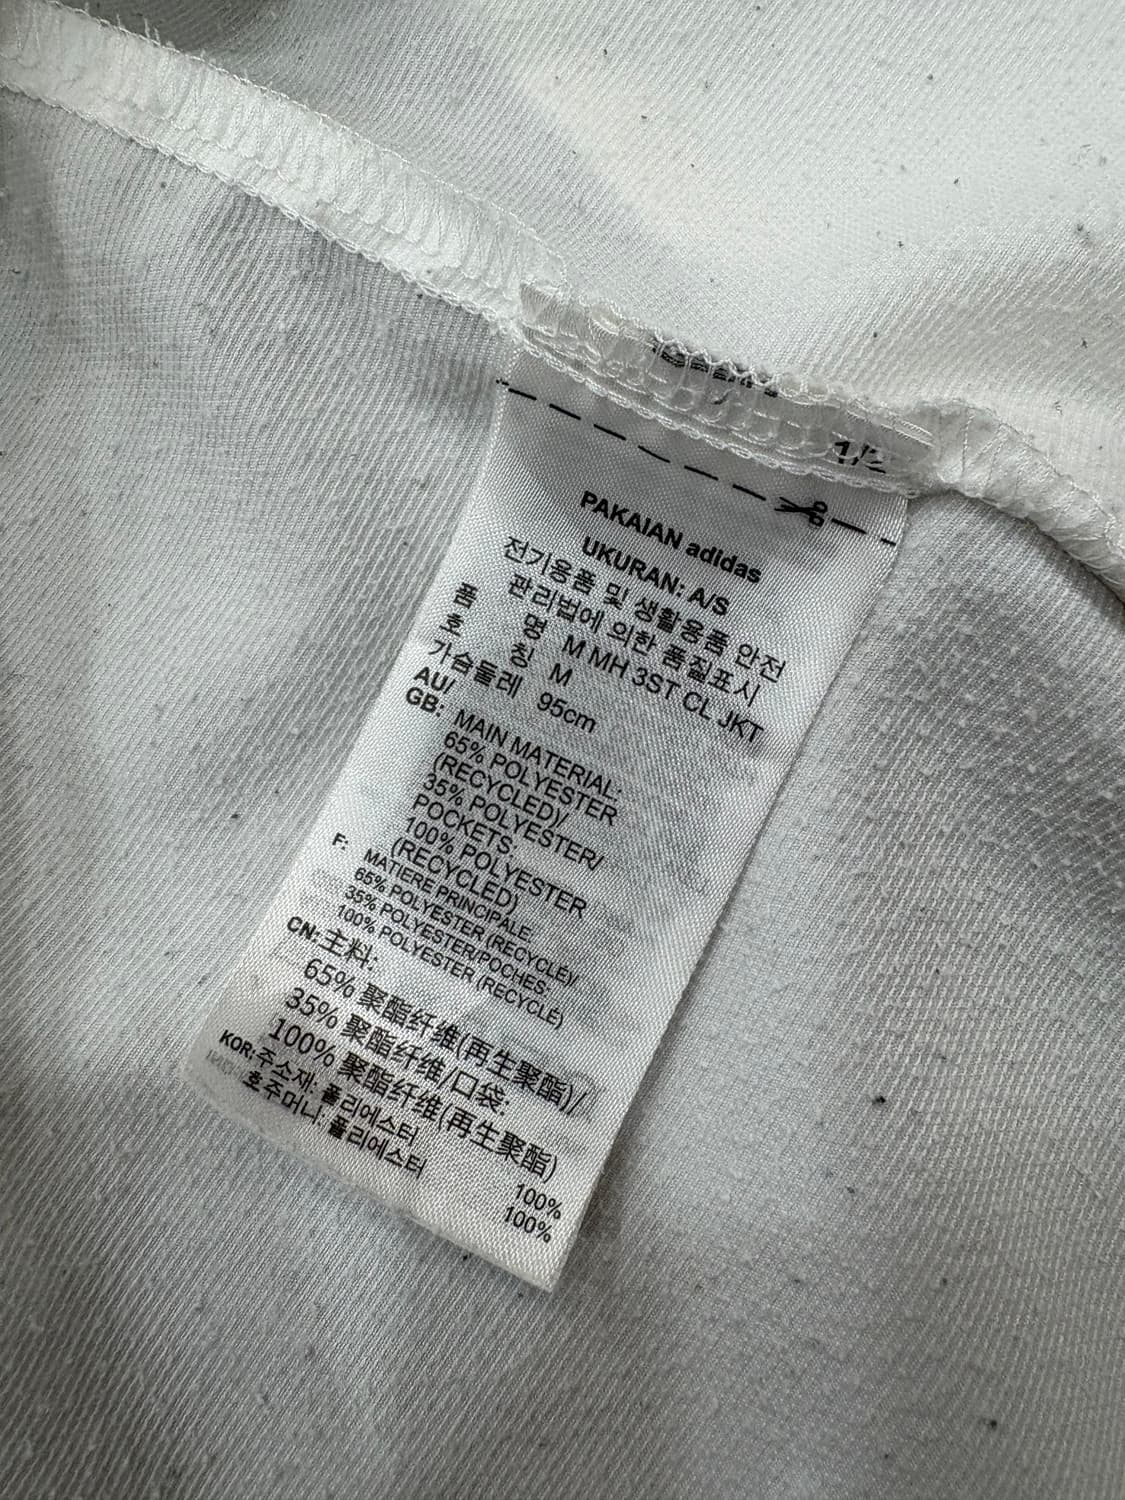 1/2
PAKAIAN adidas
UKURAN: A/S
전기용품 및 생활용품 안전
관리법에 의한 품질표시
품 명 M MH 3ST CL JKT
호 칭 M
가슴둘레 95cm
AU/
GB: MAIN MATERIAL:
65% POLYESTER
(RECYCLED)/
35% POLYESTER/
POCKETS:
100% POLYESTER
(RECYCLED)
F: MATIERE PRINCIPALE:
65% POLYESTER (RECYCLÉ)/
35% POLYESTER/POCHES:
100% POLYESTER (RECYCLÉ)
CN: 主料:
65% 聚酯纤维(再生聚酯)/
35% 聚酯纤维/口袋:
100% 聚酯纤维(再生聚酯)
KOR: 주소재: 폴리에스터 100%
호주머니: 폴리에스터 100%